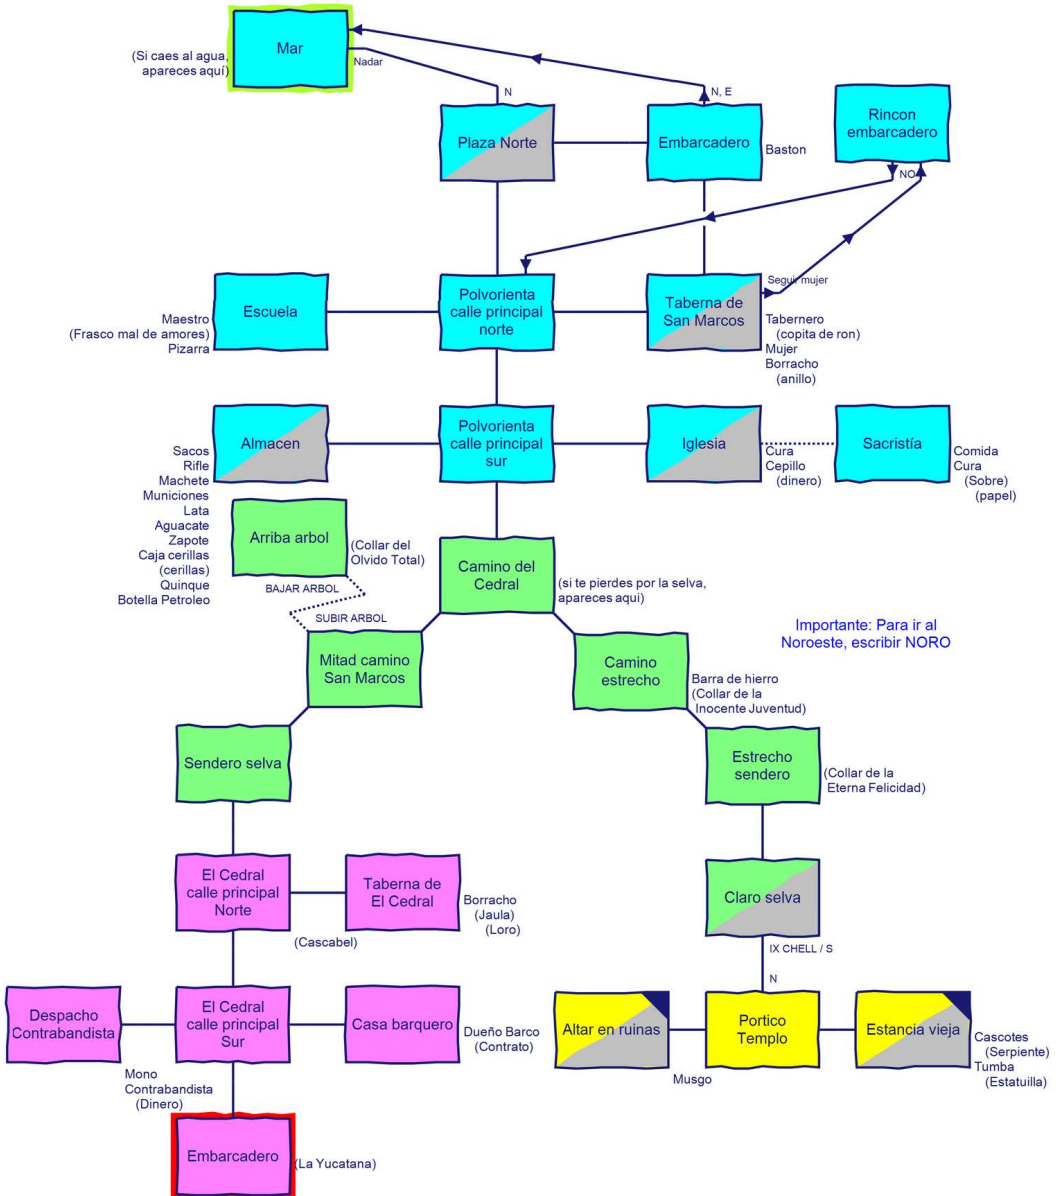 Mar
(Si caes al agua,
apareces aquí)
Nadar
N
N, E
Plaza Norte
Embarcadero
Baston
Rincon
embarcadero
NO
Escuela
Maestro
(Frasco mal de amores)
Pizarra
Polvorienta
calle principal
norte
Taberna de
San Marcos
Seguir mujer
Tabernero
(copita de ron)
Mujer
Borracho
(anillo)
Almacen
Sacos
Rifle
Machete
Municiones
Lata
Aguacate
Zapote
Caja cerillas
(cerillas)
Quinque
Botella Petroleo
Polvorienta
calle principal
sur
Iglesia
Cura
Cepillo
(dinero)
Sacristía
Comida
Cura
(Sobre)
(papel)
Arriba arbol
(Collar del
Olvido Total)
BAJAR ARBOL
SUBIR ARBOL
Camino del
Cedral
(si te pierdes por la selva,
apareces aqui)
Importante: Para ir al
Noroeste, escribir NORO
Mitad camino
San Marcos
Camino
estrecho
Barra de hierro
(Collar de la
Inocente Juventud)
Sendero selva
Estrecho
sendero
(Collar de la
Eterna Felicidad)
El Cedral
calle principal
Norte
(Cascabel)
Taberna de
El Cedral
Borracho
(Jaula)
(Loro)
Claro selva
IX CHELL / S
N
Despacho
Contrabandista
Mono
Contrabandista
(Dinero)
El Cedral
calle principal
Sur
Casa barquero
Dueño Barco
(Contrato)
Altar en ruinas
Musgo
Portico
Templo
Estancia vieja
Cascotes
(Serpiente)
Tumba
(Estatuilla)
Embarcadero
(La Yucatana)